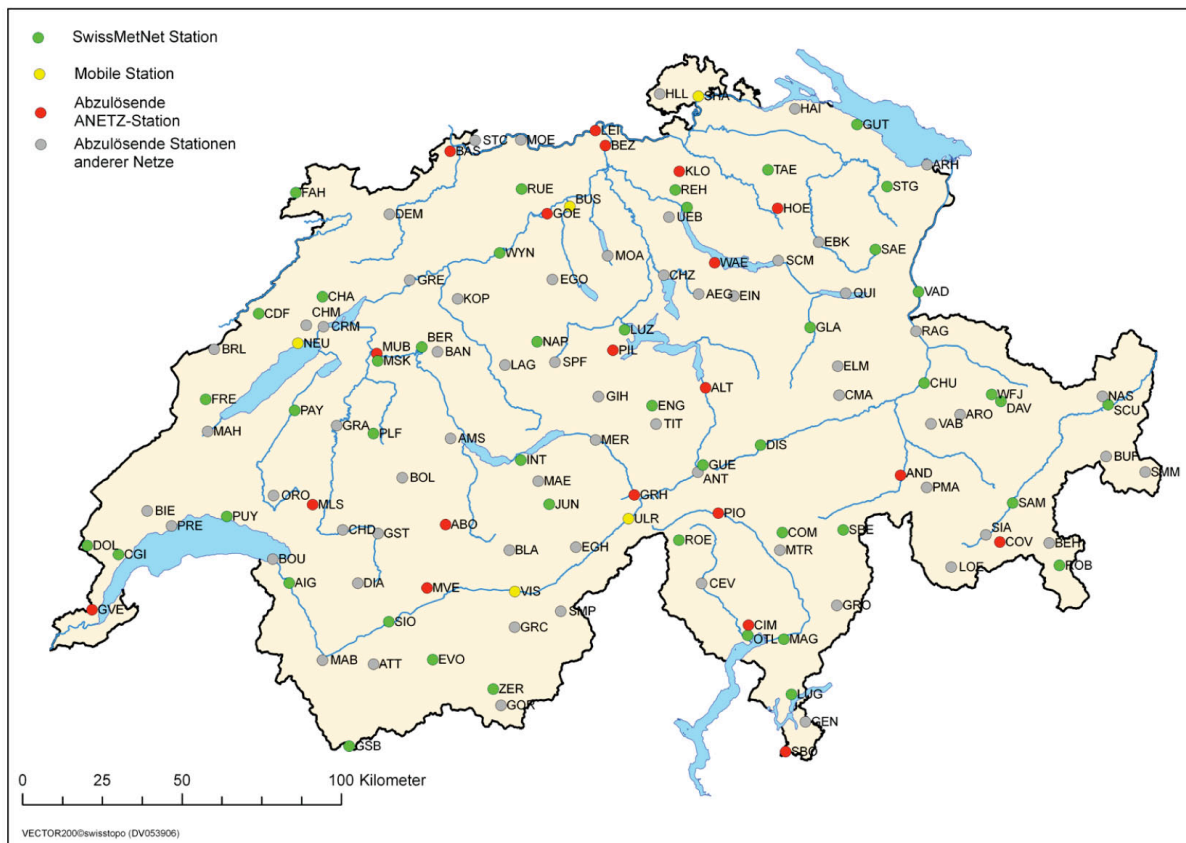 SwissMetNet Station
Mobile Station
Abzulösende
ANETZ-Station
Abzulösende Stationen
anderer Netze
HLL
SHA
HAI
GUT
LEI
STC
MOE
BEZ
BAS
ARH
KLO
TAE
STG
FAH
RUE
REH
BUS
HOE
GOE
DEM
UEB
EBK
SAE
WYN
MOA
WAE
SCM
CHZ
GRE
EGO
AEG
EIN
QUI
VAD
CHA
KOP
CDF
CHM
CRM
LUZ
GLA
RAG
NEU
BRL
MUB
BER
BAN
MSK
NAP
PIL
LAG
SPF
ELM
CHU
ALT
WFJ
DAV
NAS
SCU
FRE
PAY
GIH
ENG
CMA
ARO
MAH
GRA
PLF
TIT
VAB
AMS
MER
DIS
INT
GUE
ANT
BUF
SMM
BOL
MAE
AND
PMA
ORO
MLS
GRH
JUN
SAM
BIE
PRE
PUY
ABO
ULR
PIO
CHD
GST
COM
SBE
SIA
COV
BEH
DOL
CGI
BLA
EGH
ROE
MTR
BOU
LOE
ROB
AIG
DIA
MVE
VIS
CEV
GVE
SMP
GRO
SIO
GRC
CIM
OTL
MAG
MAB
ATT
EVO
ZER
GOR
LUG
GEN
GSB
SBO
0 25 50 100 Kilometer
VECTOR200©swisstopo (DV053906)